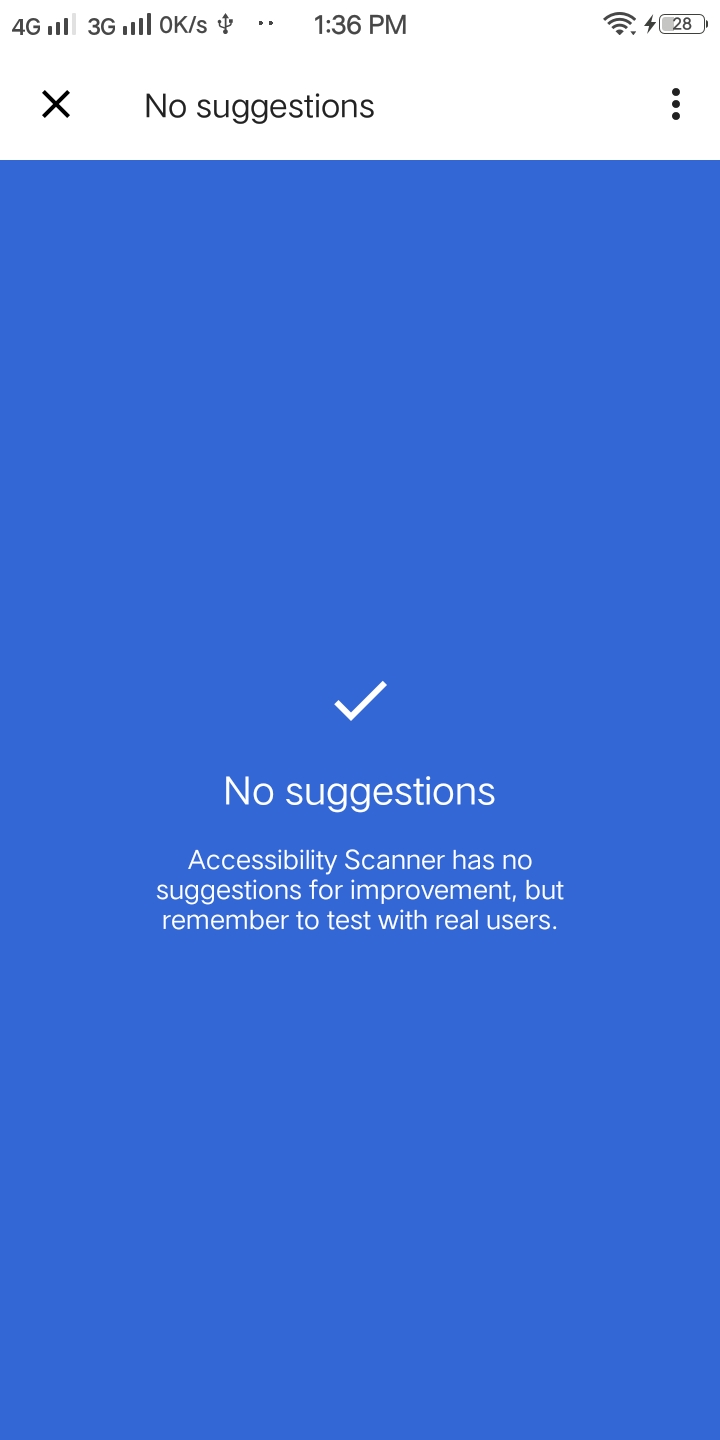 4G 3G 0K/s 1:36 PM 28
No suggestions
No suggestions
Accessibility Scanner has no
suggestions for improvement, but
remember to test with real users.